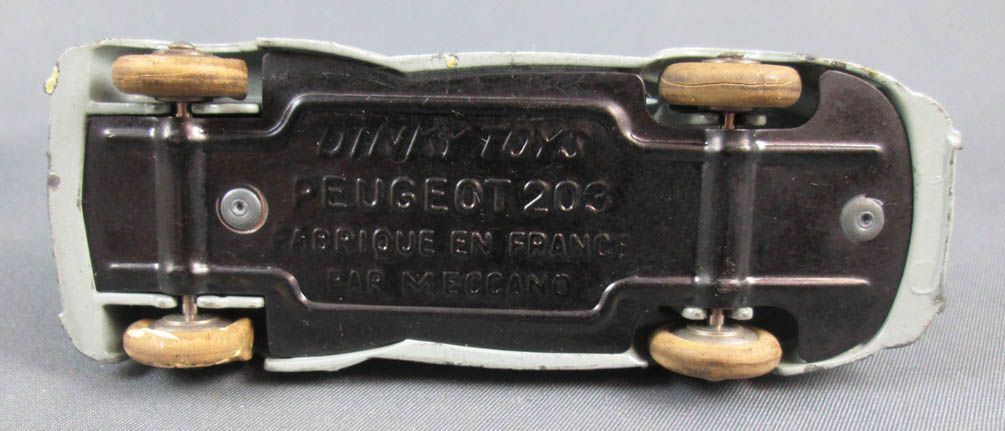 DINKY TOYS
PEUGEOT 203
FABRIQUE EN FRANCE
PAR MECCANO